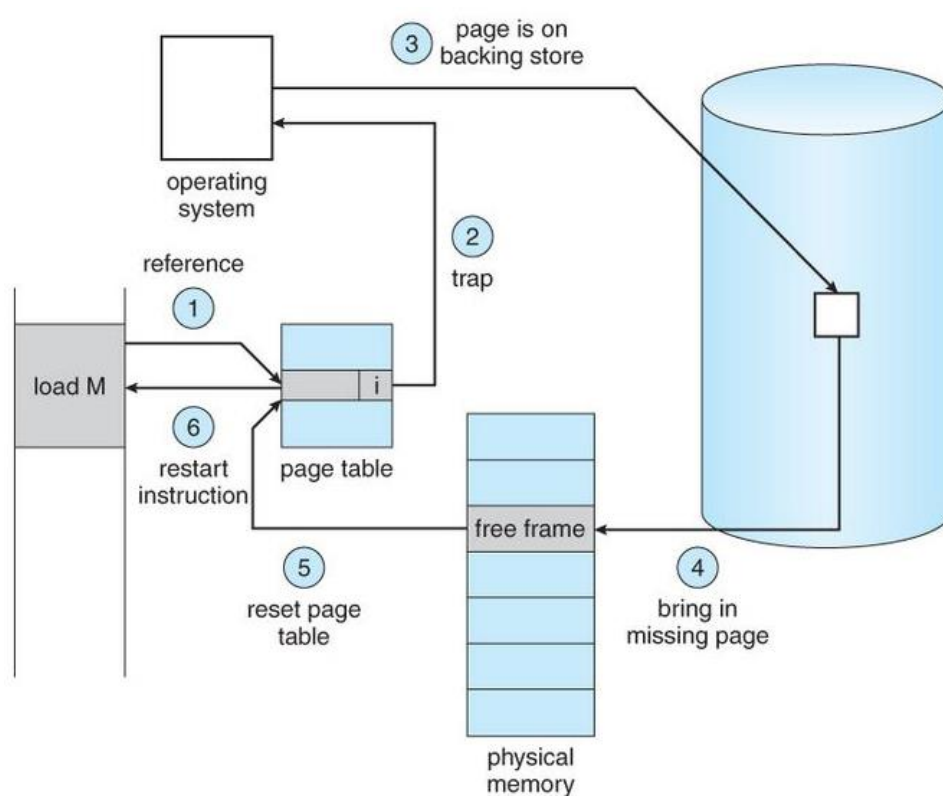 3
page is on
backing store
operating
system
2
trap
reference
1
load M
i
6
restart
instruction
page table
free frame
5
reset page
table
4
bring in
missing page
physical
memory